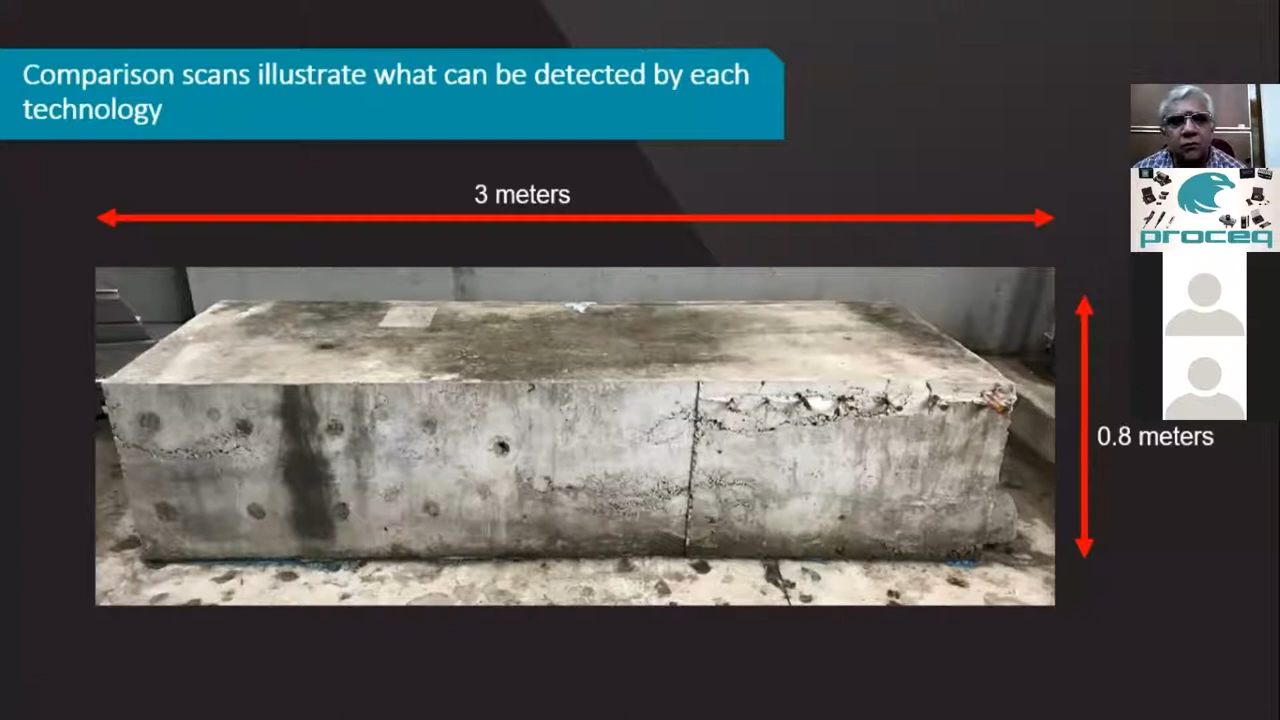 Comparison scans illustrate what can be detected by each
technology
3 meters
proceq
0.8 meters